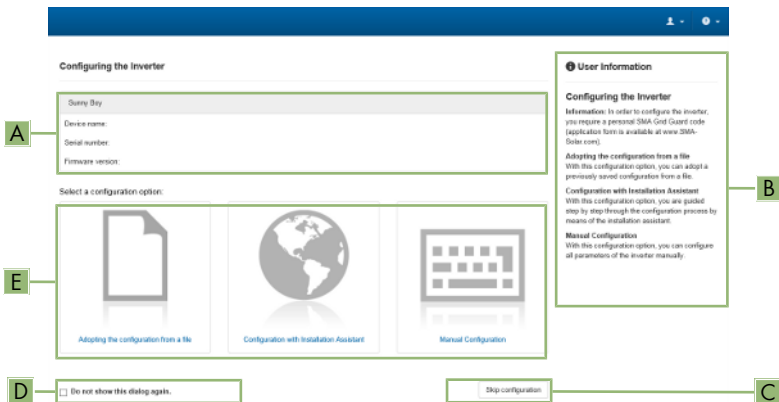 Configuring the Inverter
Sunny Boy
Device name:
Serial number:
Firmware version:
A
Select a configuration option:
E
Adopting the configuration from a file
Configuration with Installation Assistant
Manual Configuration
D
Do not show this dialog again.
Skip configuration
C
User Information
Configuring the Inverter
Information: In order to configure the inverter,
you require a personal SMA Grid Guard code
(application form is available at www.SMA-
Solar.com).
Adopting the configuration from a file
With this configuration option, you can adopt a
previously saved configuration from a file.
Configuration with Installation Assistant
With this configuration option, you are guided
step by step through the configuration process by
means of the installation assistant.
Manual Configuration
With this configuration option, you can configure
all parameters of the inverter manually.
B